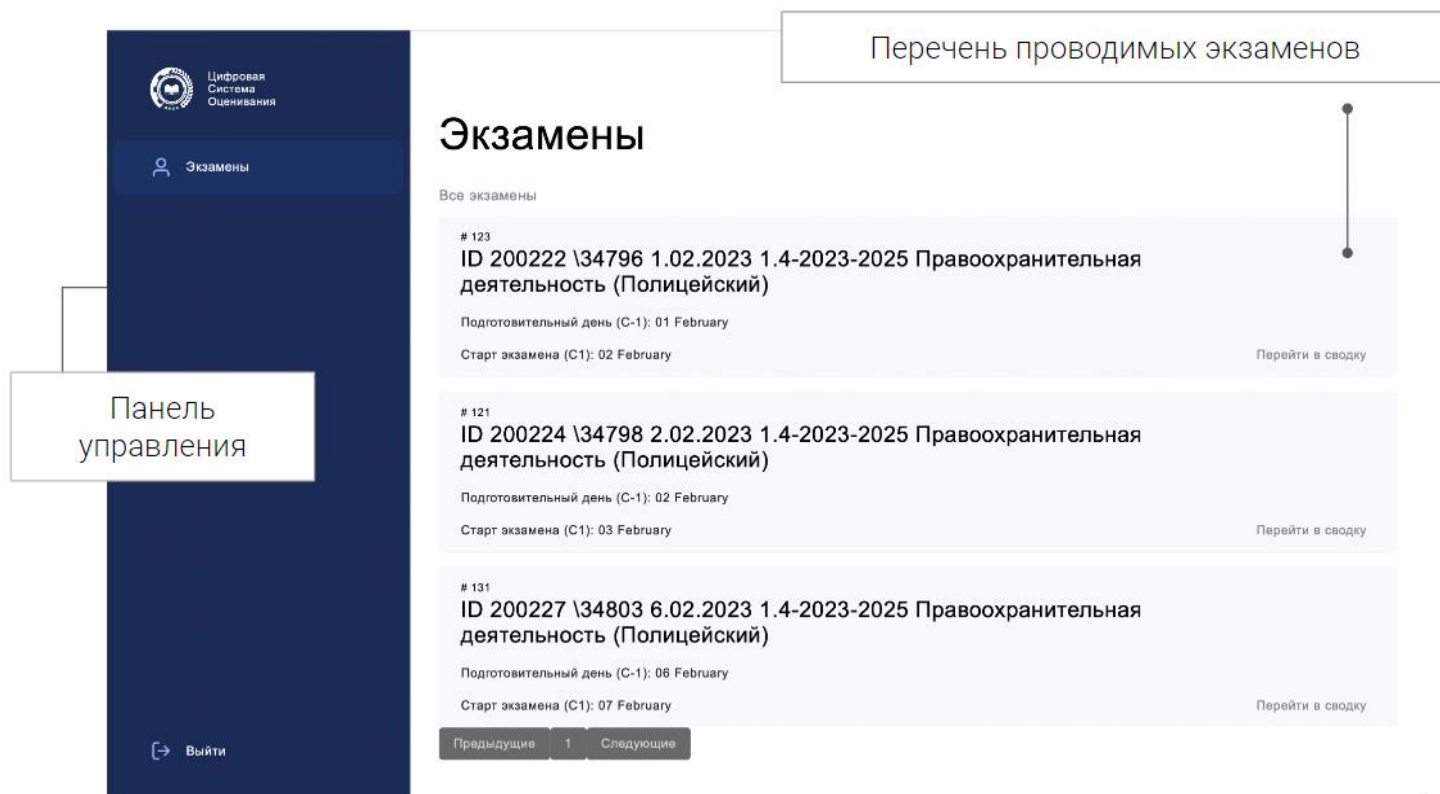 Перечень проводимых экзаменов
Цифровая
Система
Оценивания
Экзамены
Панель
управления
Выйти
Экзамены
Все экзамены
# 123
ID 200222 \34796 1.02.2023 1.4-2023-2025 Правоохранительная
деятельность (Полицейский)
Подготовительный день (С-1): 01 February
Старт экзамена (С1): 02 February
Перейти в сводку
# 121
ID 200224 \34798 2.02.2023 1.4-2023-2025 Правоохранительная
деятельность (Полицейский)
Подготовительный день (С-1): 02 February
Старт экзамена (С1): 03 February
Перейти в сводку
# 131
ID 200227 \34803 6.02.2023 1.4-2023-2025 Правоохранительная
деятельность (Полицейский)
Подготовительный день (С-1): 06 February
Старт экзамена (С1): 07 February
Перейти в сводку
Предыдущие 1 Следующие